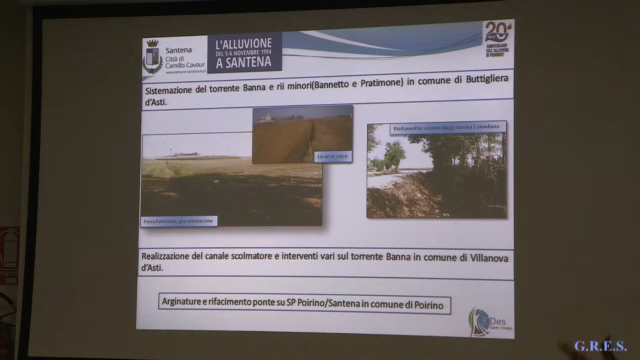 Santena
Città di
Camillo Cavour
L'ALLUVIONE
DEL 5-6 NOVEMBRE 1994
A SANTENA
20°
ANNIVERSARIO
Sistemazione del torrente Banna e rii minori(Bannetto e Pratimone) in comune di Buttigliera
d'Asti.
Realizzazione del canale scolmatore e interventi vari sul torrente Banna in comune di Villanova
d'Asti.
Arginature e rifacimento ponte su SP Poirino/Santena in comune di Poirino
Des
G.R.E.S.